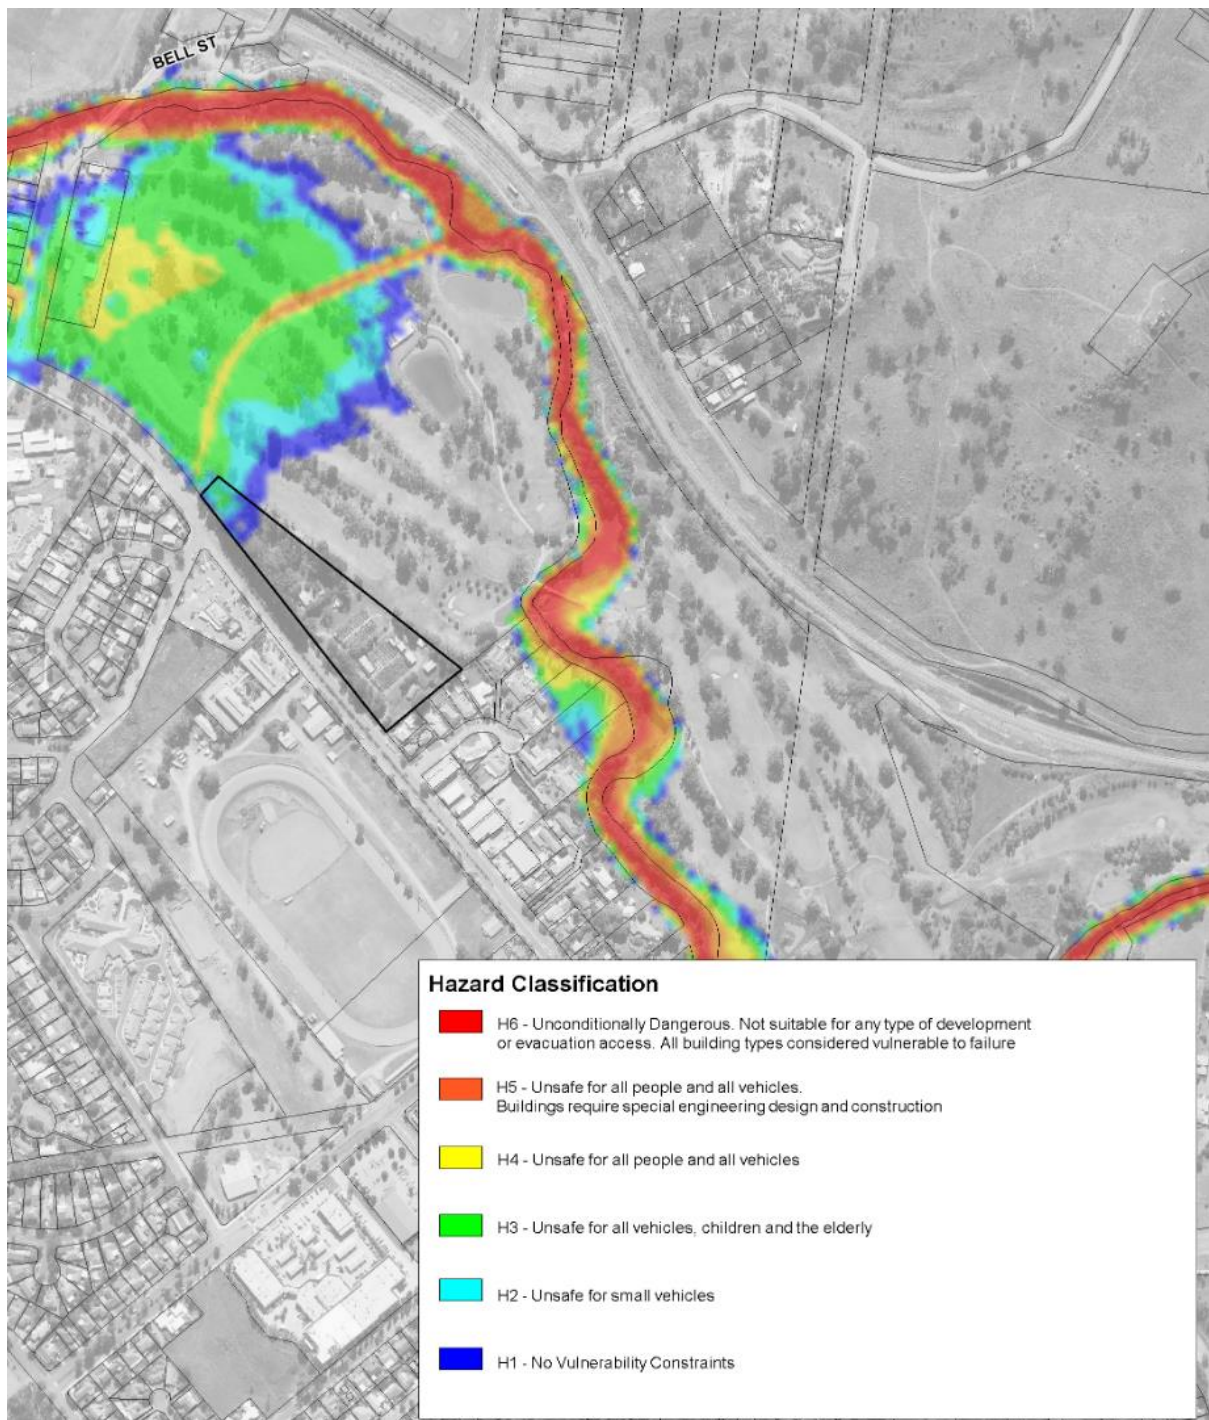 BELL ST
Hazard Classification
H6 - Unconditionally Dangerous. Not suitable for any type of development
or evacuation access. All building types considered vulnerable to failure
H5 - Unsafe for all people and all vehicles.
Buildings require special engineering design and construction
H4 - Unsafe for all people and all vehicles
H3 - Unsafe for all vehicles, children and the elderly
H2 - Unsafe for small vehicles
H1 - No Vulnerability Constraints